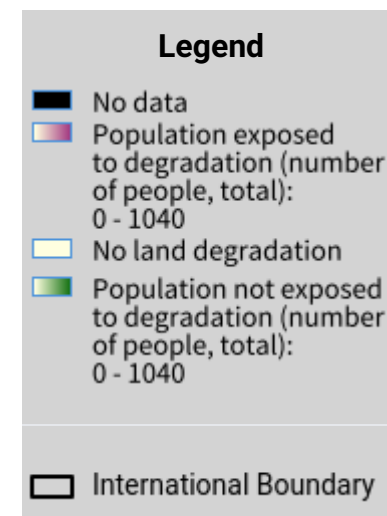 Legend
No data
Population exposed
to degradation (number
of people, total):
0 - 1040
No land degradation
Population not exposed
to degradation (number
of people, total):
0 - 1040
International Boundary